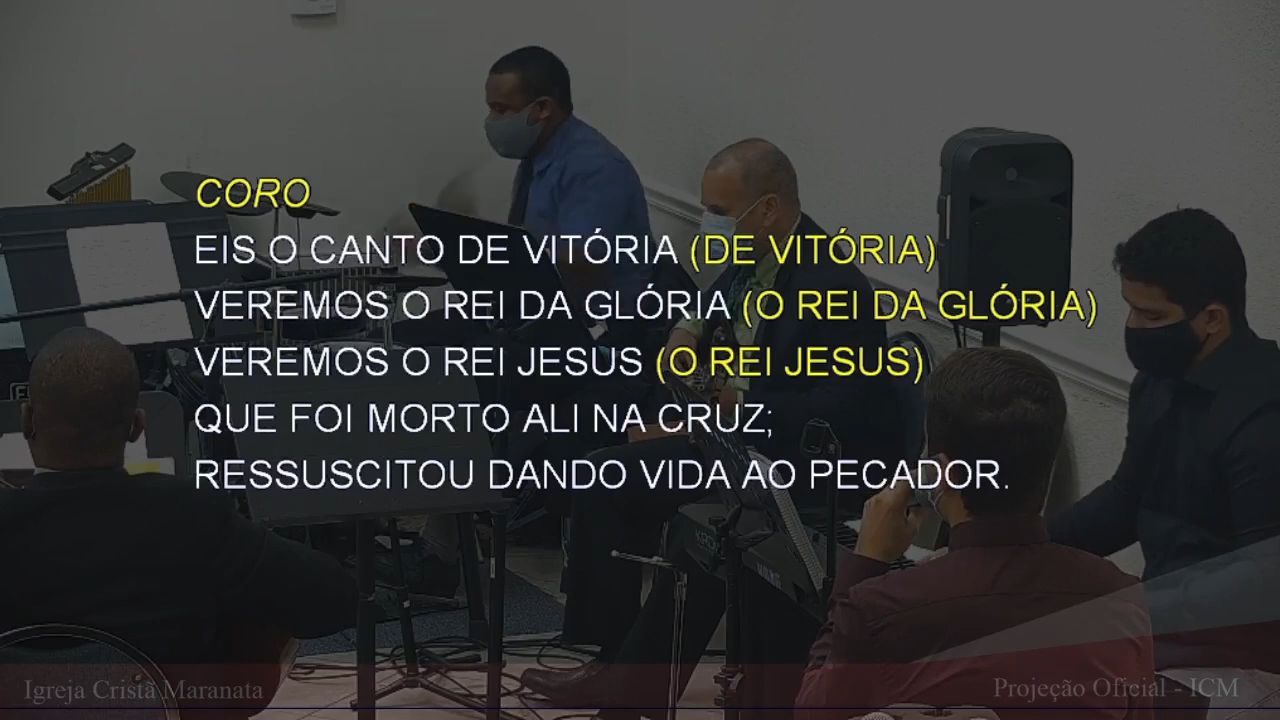 CORO
EIS O CANTO DE VITÓRIA (DE VITÓRIA)
VEREMOS O REI DA GLÓRIA (O REI DA GLÓRIA)
VEREMOS O REI JESUS (O REI JESUS)
QUE FOI MORTO ALI NA CRUZ;
RESSUSCITOU DANDO VIDA AO PECADOR.
Igreja Cristã Maranata
Projeção Oficial - ICM